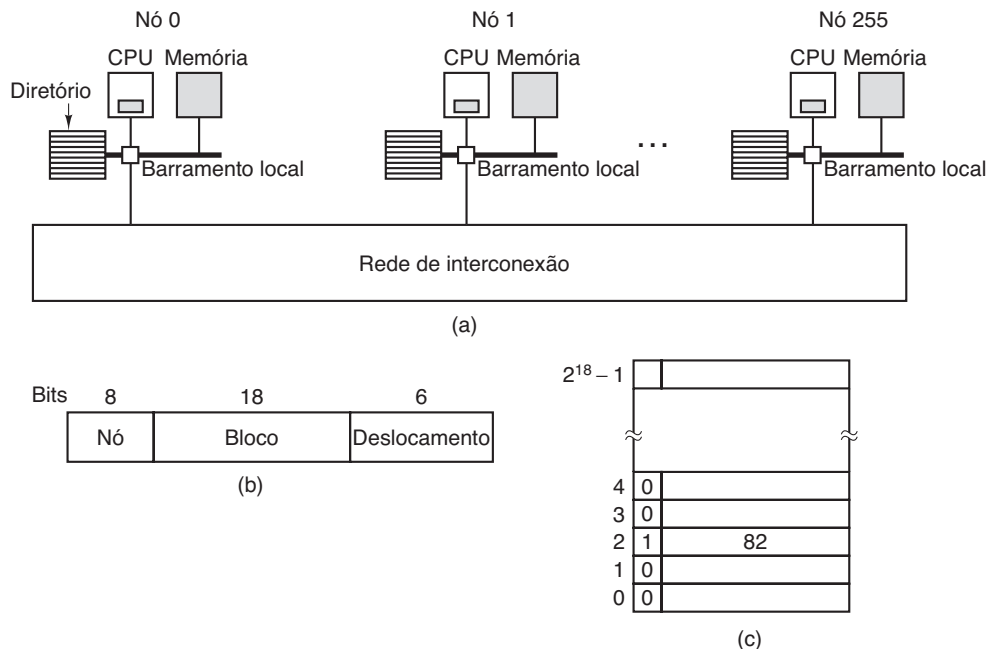 Nó 0 Nó 1 Nó 255
CPU Memória CPU Memória CPU Memória
Diretório
...
Barramento local Barramento local Barramento local
Rede de interconexão
(a)
Bits 8 18 6
Nó Bloco Deslocamento
(b)
2¹⁸ – 1
4 0
3 0
2 1 82
1 0
0 0
(c)